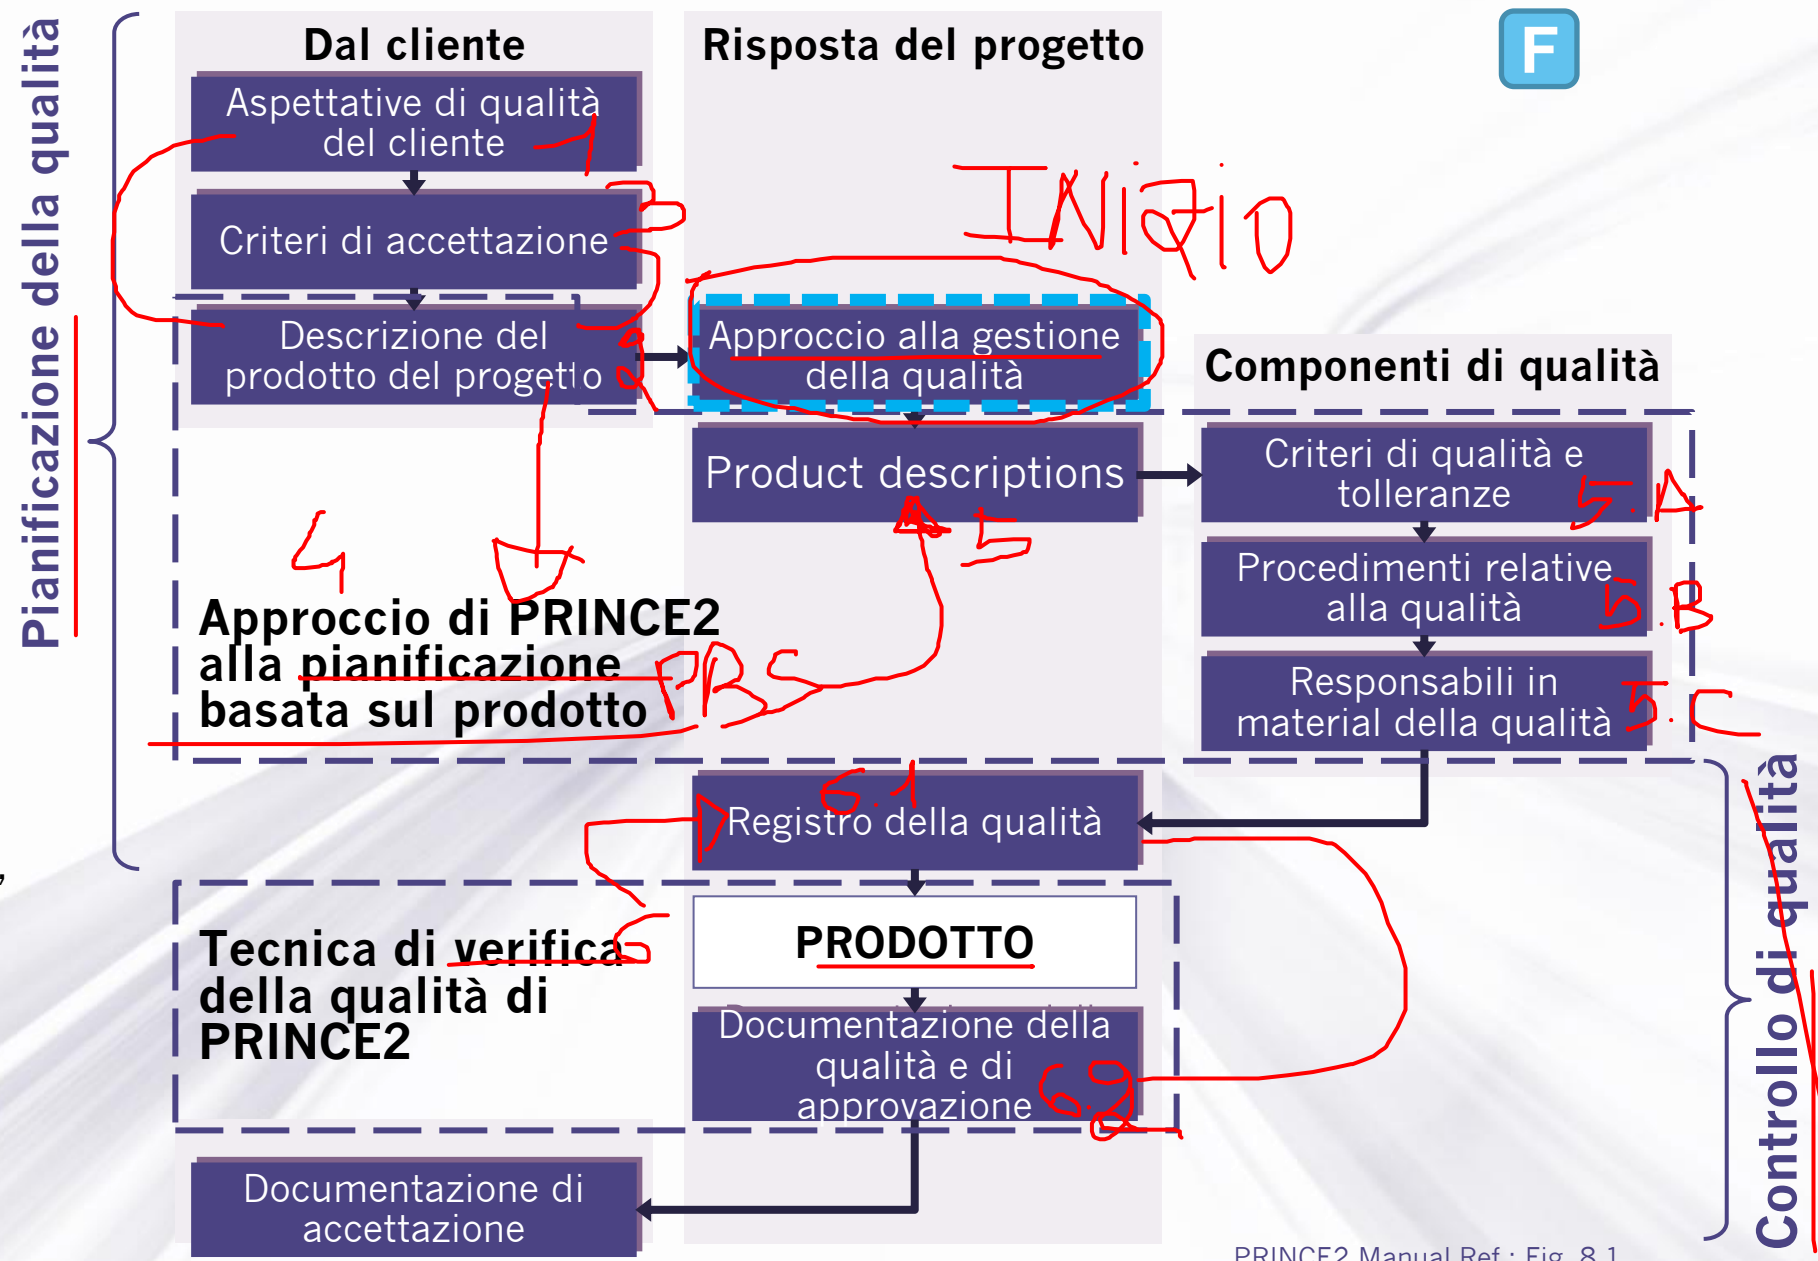 Pianificazione della qualità
Dal cliente
Risposta del progetto
F
Aspettative di qualità
del cliente
1
Criteri di accettazione
3
INiZiO
Descrizione del
prodotto del progetto
2
Approccio alla gestione
della qualità
Componenti di qualità
Product descriptions
5
Criteri di qualità e
tolleranze
5.A
Procedimenti relative
alla qualità
5.B
Responsabili in
material della qualità
5.C
4
Approccio di PRINCE2
alla pianificazione
basata sul prodotto
PBS
6.1
Registro della qualità
,
Tecnica di verifica
della qualità di
PRINCE2
6
PRODOTTO
Documentazione della
qualità e di
approvazione
6.2
Documentazione di
accettazione
Controllo di qualità
PRINCE2 Manual Ref.: Fig. 8.1